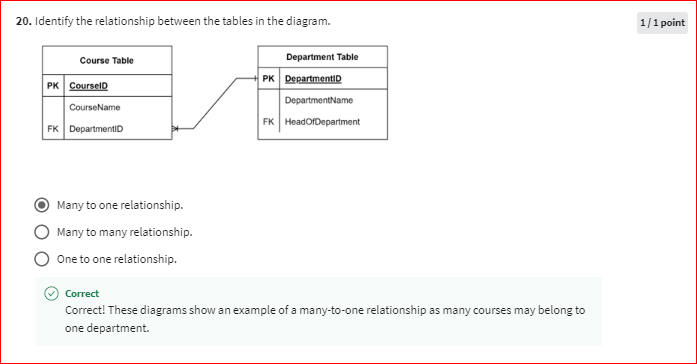 20. Identify the relationship between the tables in the diagram.
1 / 1 point
Course Table
PK CourseID
CourseName
FK DepartmentID
Department Table
PK DepartmentID
DepartmentName
FK HeadOfDepartment
Many to one relationship.
Many to many relationship.
One to one relationship.
Correct
Correct! These diagrams show an example of a many-to-one relationship as many courses may belong to
one department.